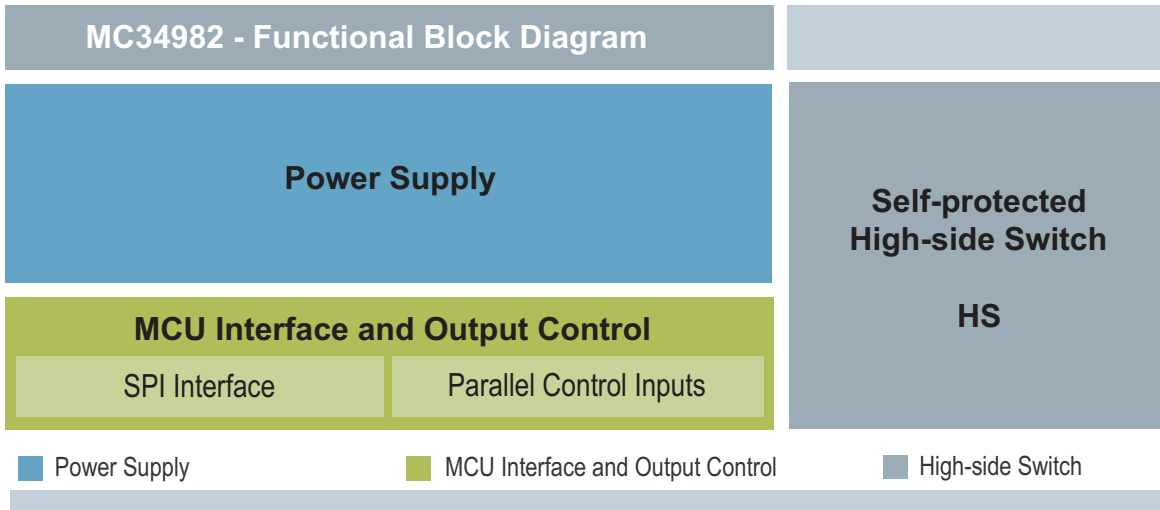 MC34982 - Functional Block Diagram
Power Supply
Self-protected
High-side Switch
HS
MCU Interface and Output Control
SPI Interface
Parallel Control Inputs
Power Supply
MCU Interface and Output Control
High-side Switch